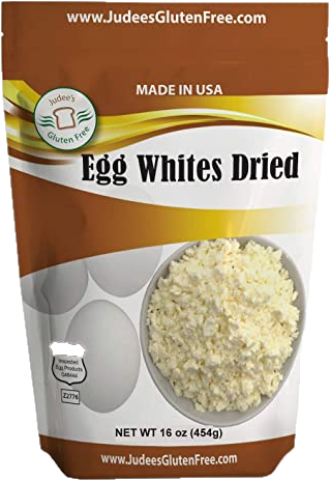 www.JudeesGlutenFree.com
MADE IN USA
Judee's
Gluten Free
Egg Whites Dried
Inspected
Egg Products
Z2776
NET WT 16 oz (454g)
www.JudeesGlutenFree.com